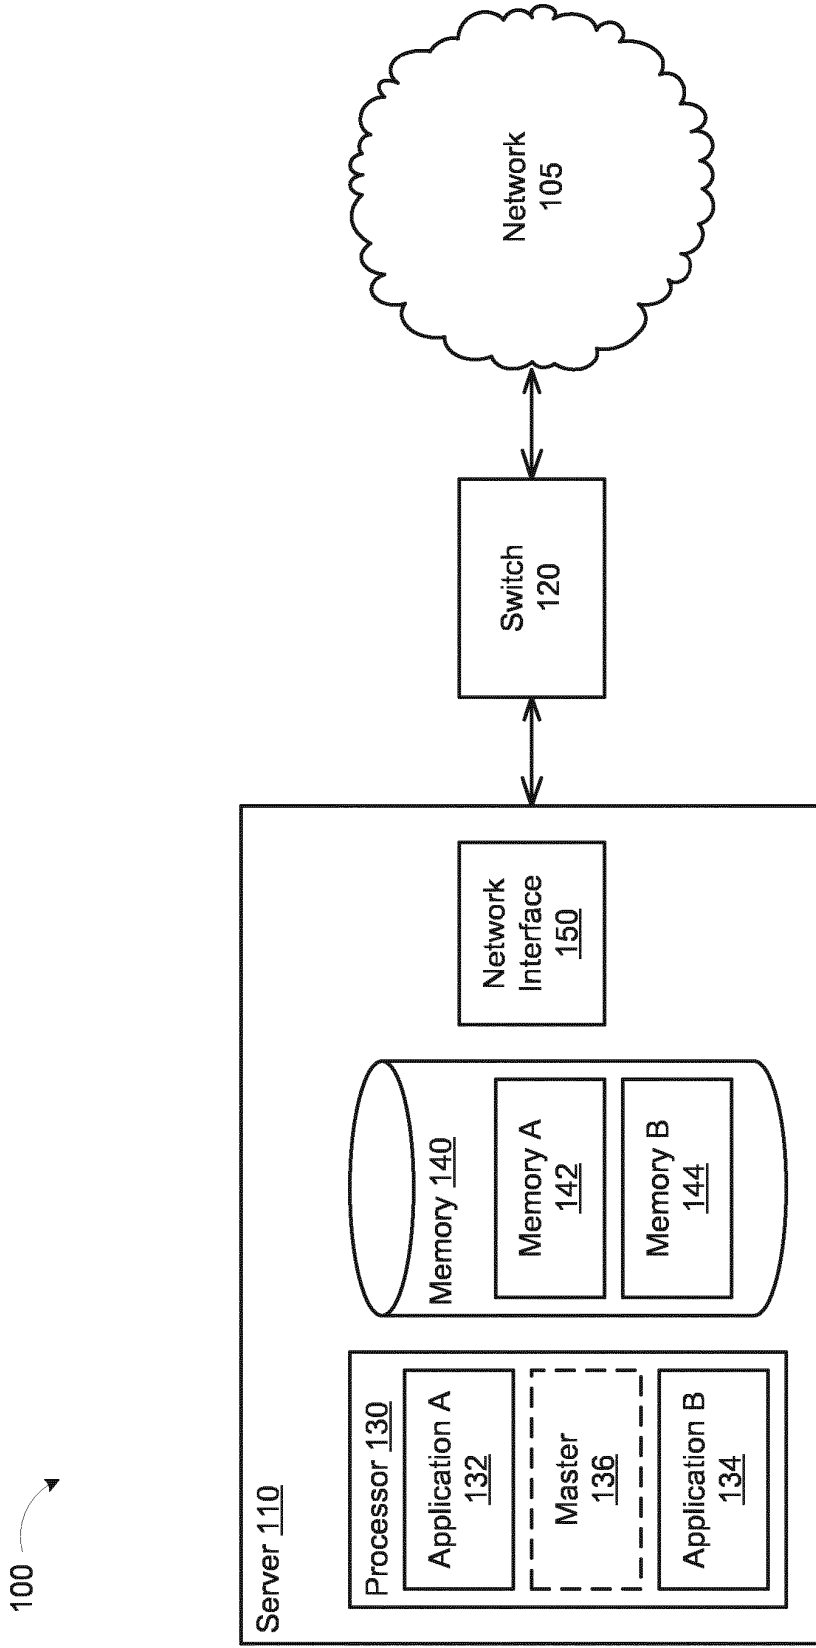 100
Server 110
Processor 130
Application A
132
Master
136
Application B
134
Memory 140
Memory A
142
Memory B
144
Network
Interface
150
Switch
120
Network
105